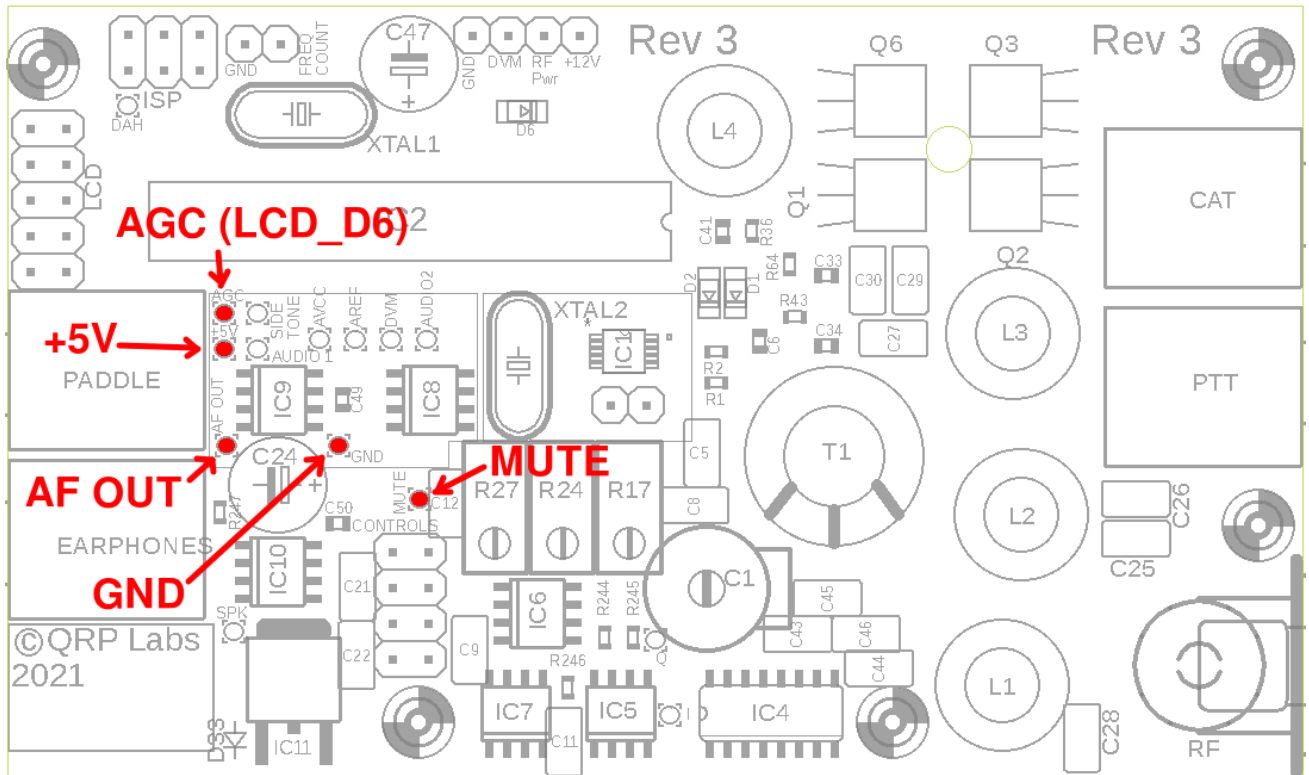 C47
GND
FREQ
COUNT
GND
DVM
RF
Pwr
+12V
Rev 3
Q6
Q3
Rev 3
ISP
DAH
D6
XTAL1
L4
LCD
AGC (LCD_D6)
Q1
CAT
C41
R36
R64
C33
C30
C29
Q2
D2
D1
AGC
SIDE
TONE
AVCC
AREF
DVM
AUDIO2
XTAL2
*
R43
+5V
+5V
AUDIO 1
C34
C27
C6
L3
PADDLE
R2
R1
PTT
IC9
C49
IC8
AF OUT
C24
+
GND
C5
T1
MUTE
AF OUT
MUTE
C12
R27
R24
R17
C8
R247
C50
CONTROLS
L2
C26
EARPHONES
C25
IC10
GND
C21
C1
IC6
R244
R245
C45
SPK
© QRP Labs
2021
C22
C9
Q
C43
C46
C44
R246
L1
DS3
IC11
IC7
C11
IC5
I
IC4
C28
RF